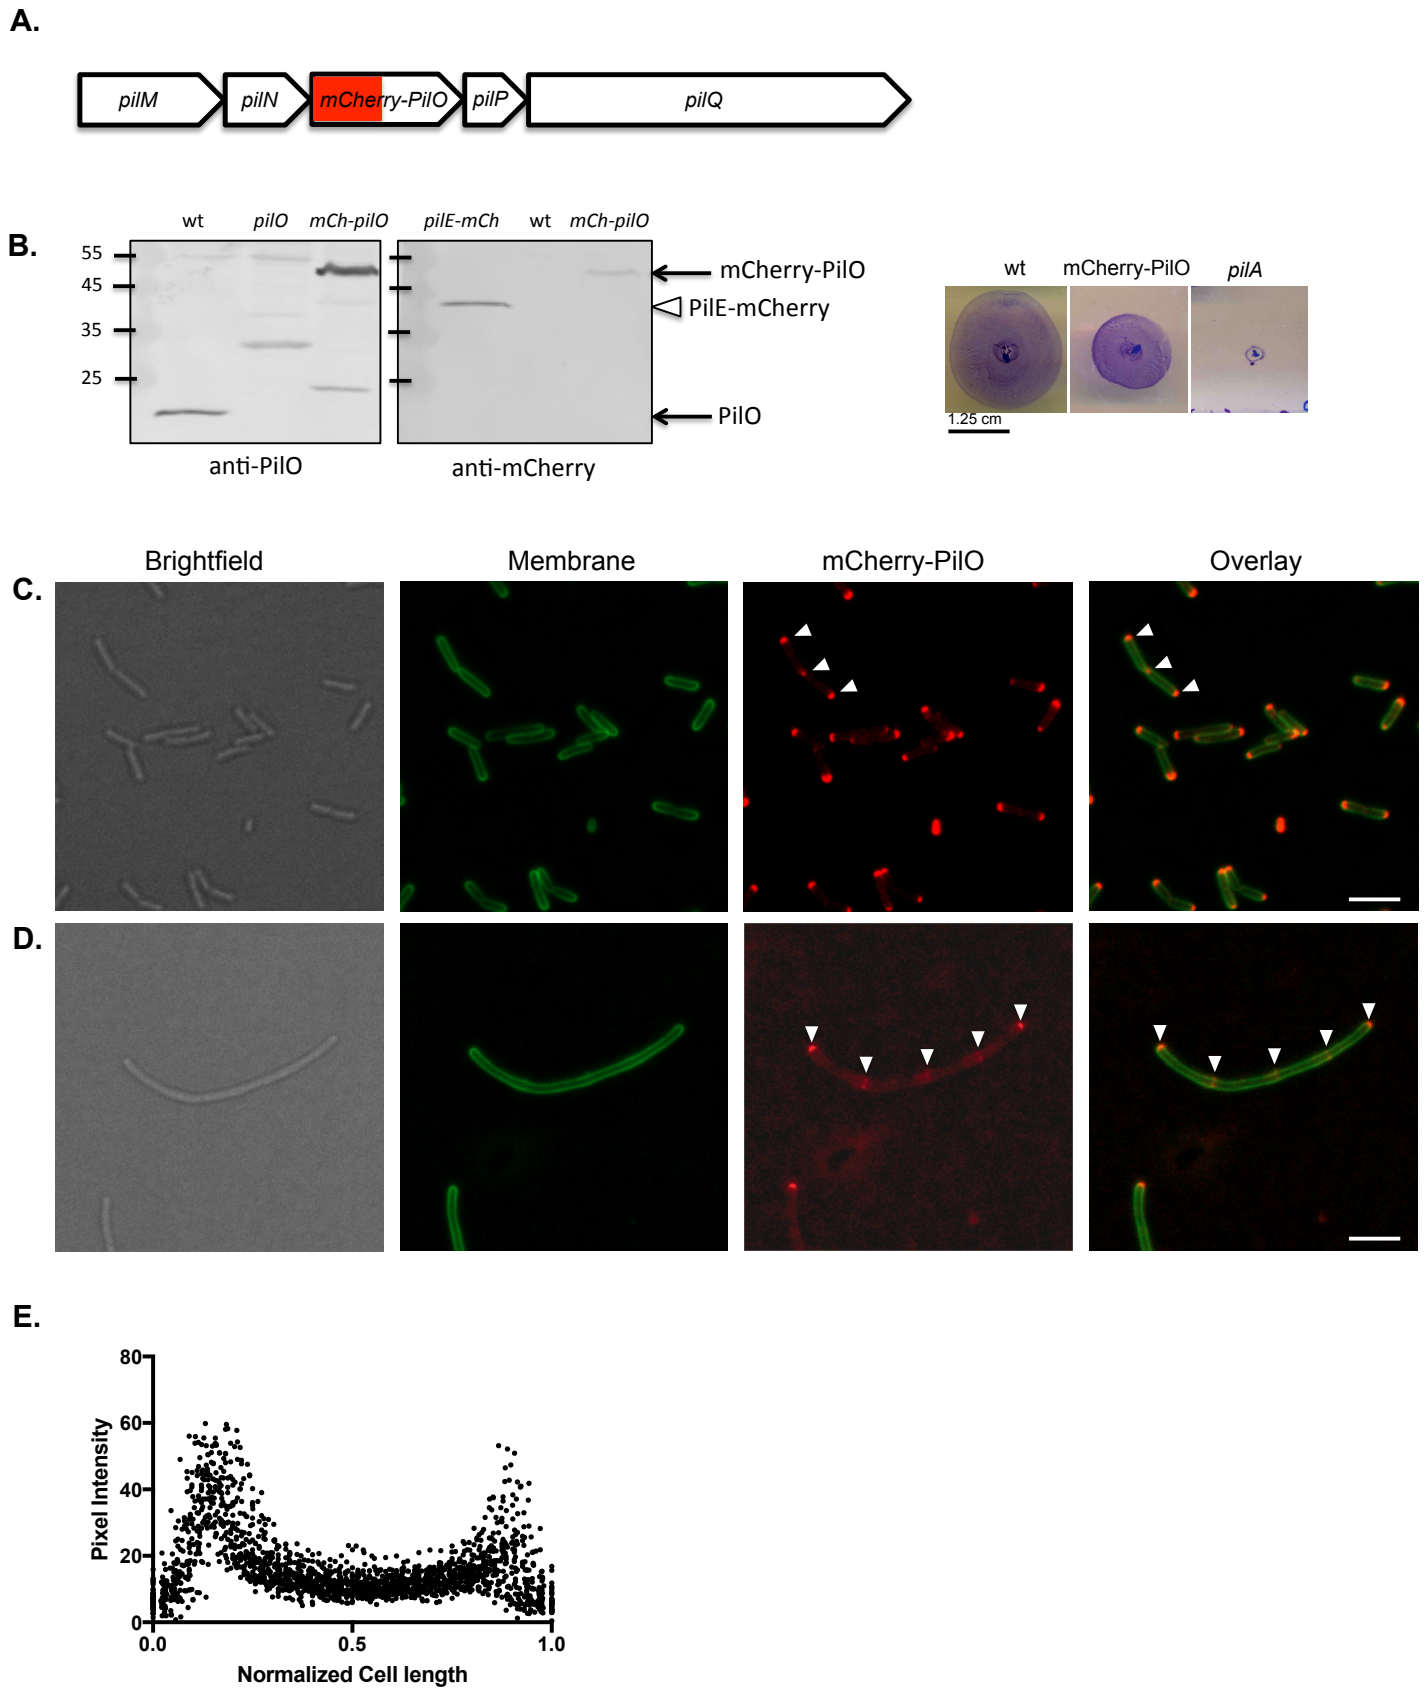 A.
pilM pilN mCherry-PilO pilP pilQ
B.
wt pilO mCh-pilO pilE-mCh wt mCh-pilO
55
45
35
25
mCherry-PilO
PilE-mCherry
PilO
anti-PilO anti-mCherry
wt mCherry-PilO pilA
1.25 cm
Brightfield Membrane mCherry-PilO Overlay
C.
D.
E.
80
60
40
20
0
Pixel Intensity
0.0 0.5 1.0
Normalized Cell length